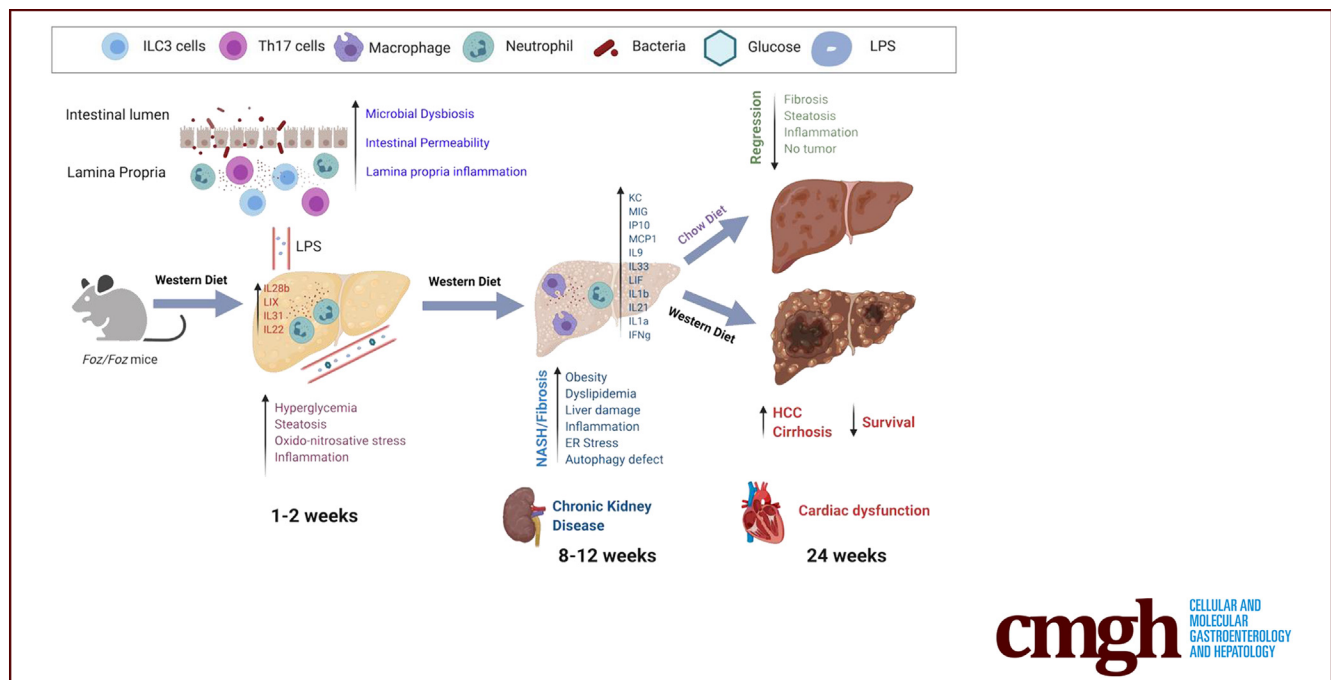 ILC3 cells
Th17 cells
Macrophage
Neutrophil
Bacteria
Glucose
LPS
Intestinal lumen
Lamina Propria
Microbial Dysbiosis
Intestinal Permeability
Lamina propria inflammation
LPS
Foz/Foz mice
Western Diet
IL28b
LIX
IL31
IL22
Hyperglycemia
Steatosis
Oxido-nitrosative stress
Inflammation
1-2 weeks
Western Diet
KC
MIG
IP10
MCP1
IL9
IL33
LIF
IL1b
IL21
IL1a
IFNg
NASH/Fibrosis
Obesity
Dyslipidemia
Liver damage
Inflammation
ER Stress
Autophagy defect
Chronic Kidney
Disease
8-12 weeks
Chow Diet
Western Diet
Regression
Fibrosis
Steatosis
Inflammation
No tumor
HCC
Cirrhosis
Survival
Cardiac dysfunction
24 weeks
cmgh
CELLULAR AND
MOLECULAR
GASTROENTEROLOGY
AND HEPATOLOGY